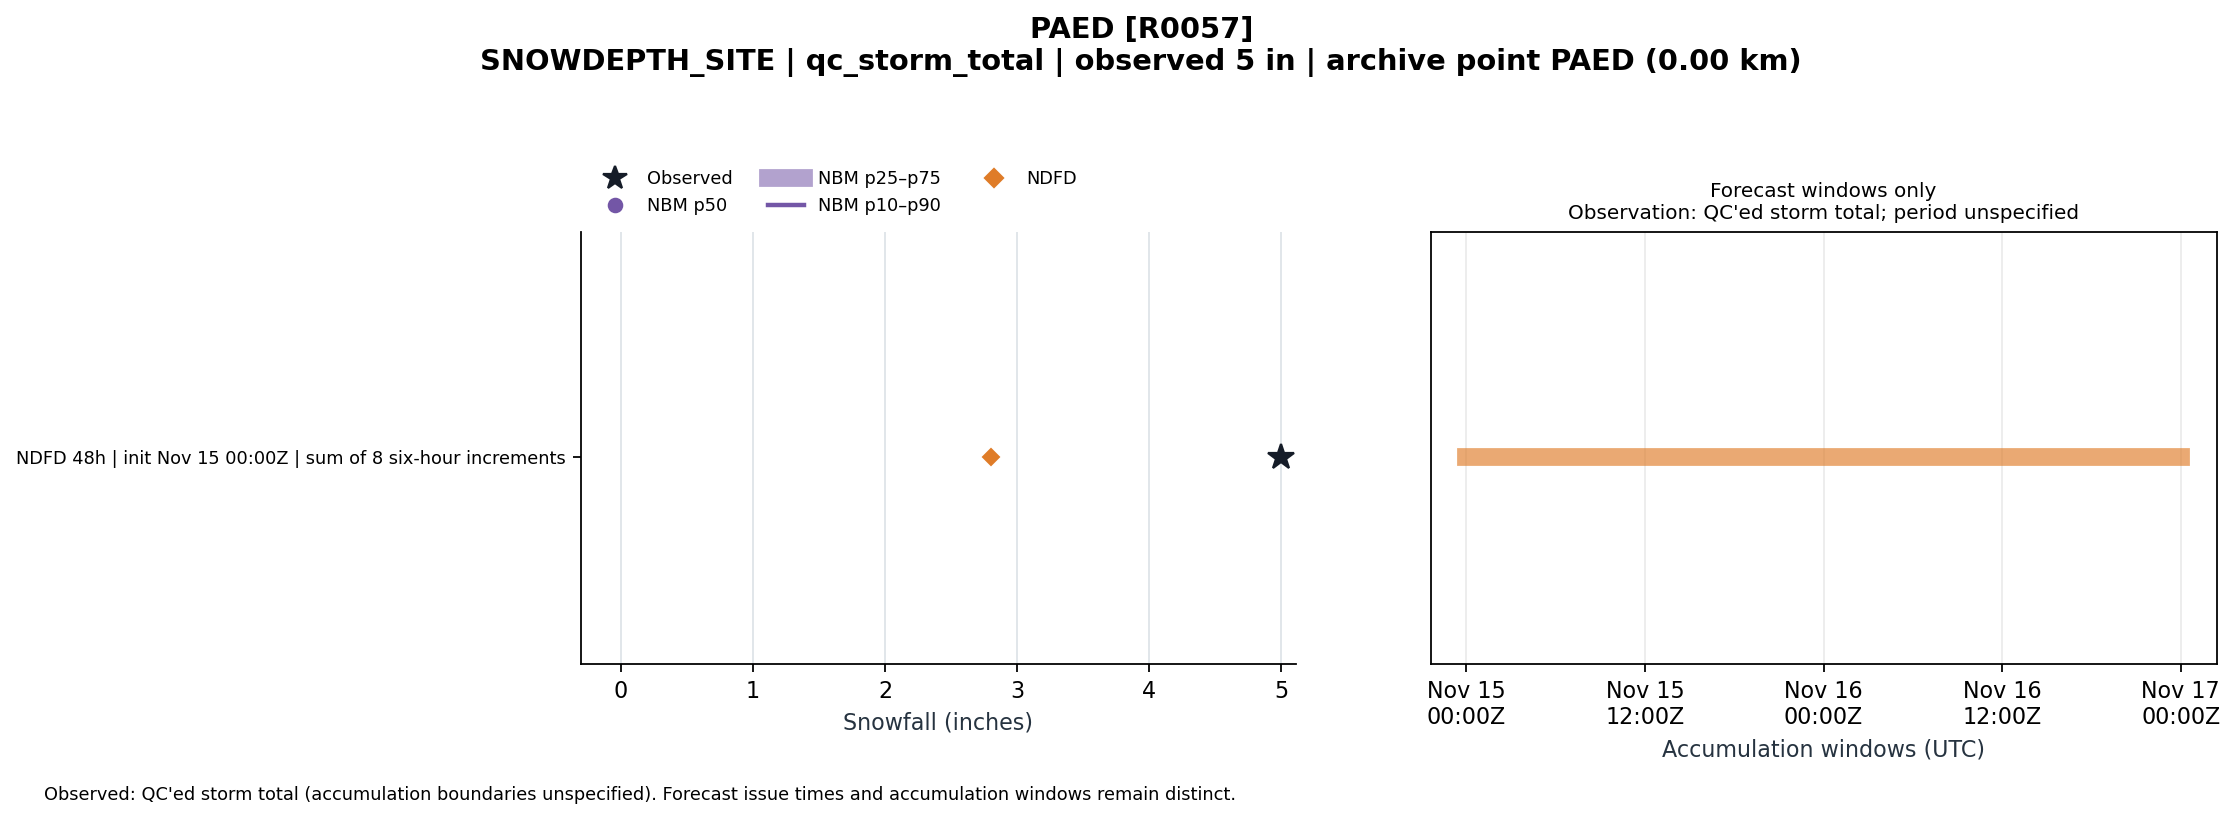 PAED [R0057]
SNOWDEPTH_SITE | qc_storm_total | observed 5 in | archive point PAED (0.00 km)
Observed
NBM p50
NBM p25–p75
NBM p10–p90
NDFD
NDFD 48h | init Nov 15 00:00Z | sum of 8 six-hour increments
0 1 2 3 4 5
Snowfall (inches)
Forecast windows only
Observation: QC'ed storm total; period unspecified
Nov 15 Nov 15 Nov 16 Nov 16 Nov 17
00:00Z 12:00Z 00:00Z 12:00Z 00:00Z
Accumulation windows (UTC)
Observed: QC'ed storm total (accumulation boundaries unspecified). Forecast issue times and accumulation windows remain distinct.